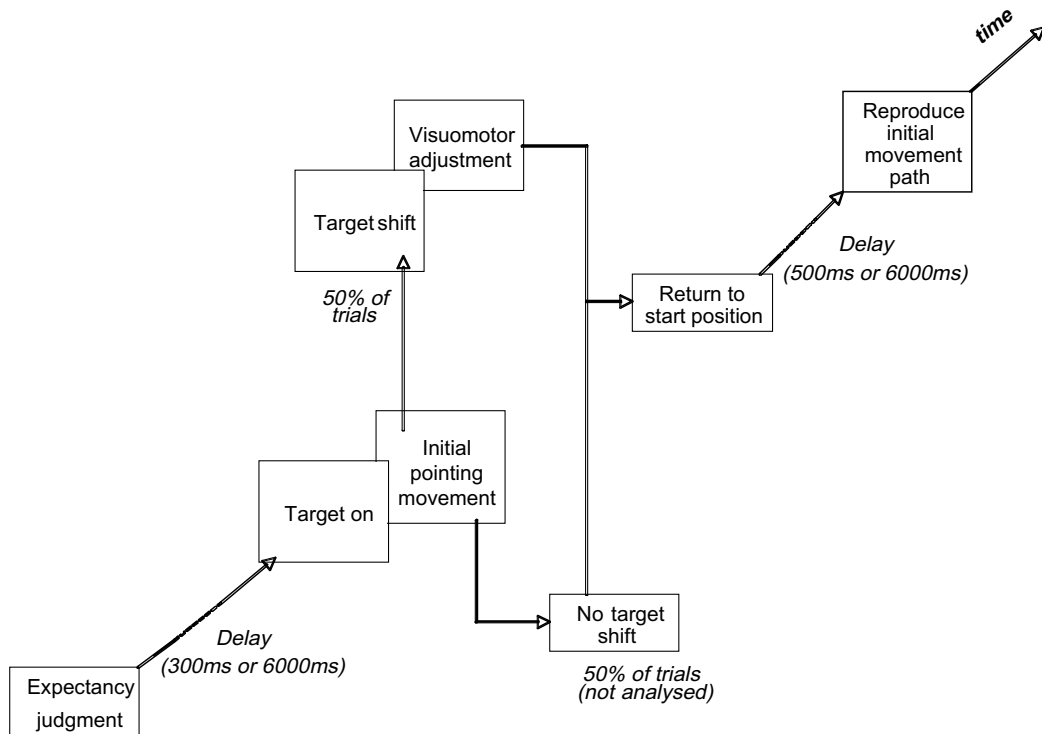 time
Reproduce
initial
movement
path
Visuomotor
adjustment
Target shift
Delay
(500ms or 6000ms)
50% of
trials
Return to
start position
Initial
pointing
movement
Target on
No target
shift
Delay
(300ms or 6000ms)
50% of trials
(not analysed)
Expectancy
judgment